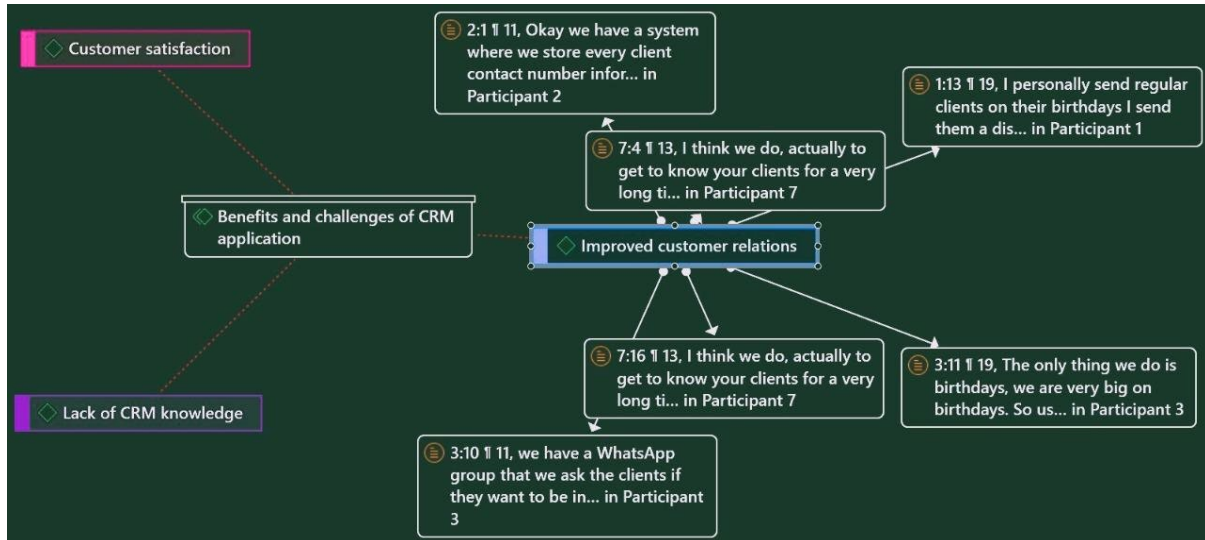 Customer satisfaction
2:1 ¶ 11, Okay we have a system
where we store every client
contact number infor... in
Participant 2
1:13 ¶ 19, I personally send regular
clients on their birthdays I send
them a dis... in Participant 1
7:4 ¶ 13, I think we do, actually to
get to know your clients for a very
long ti... in Participant 7
Benefits and challenges of CRM
application
Improved customer relations
7:16 ¶ 13, I think we do, actually to
get to know your clients for a very
long ti... in Participant 7
3:11 ¶ 19, The only thing we do is
birthdays, we are very big on
birthdays. So us... in Participant 3
Lack of CRM knowledge
3:10 ¶ 11, we have a WhatsApp
group that we ask the clients if
they want to be in... in Participant
3